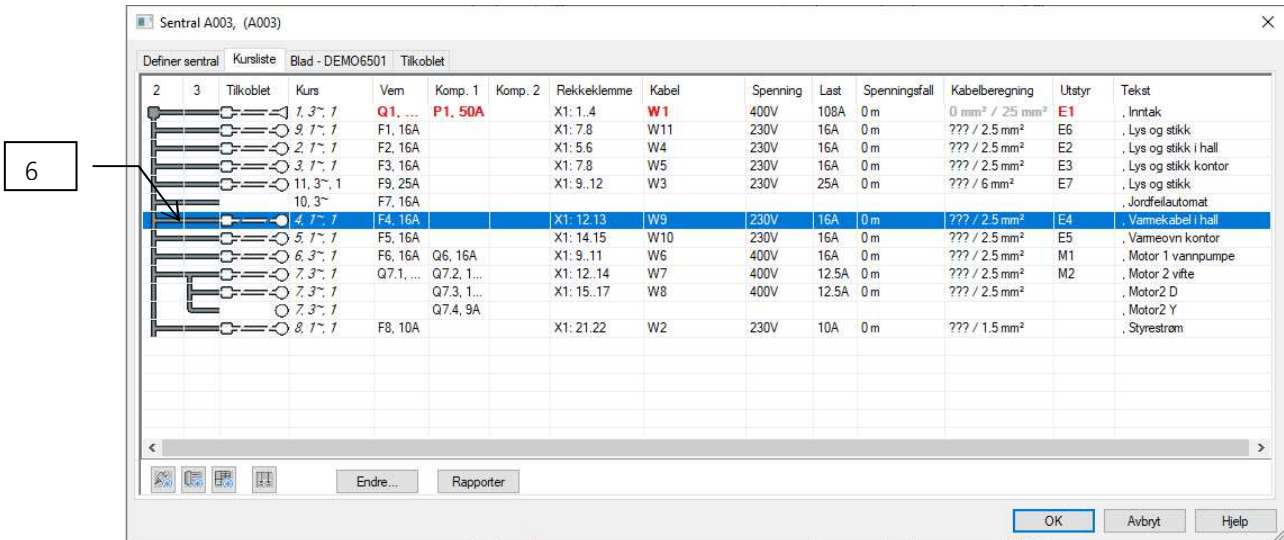 Sentral A003, (A003)
Definer sentral Kursliste Blad - DEMO6501 Tilkoblet
2 3 Tilkoblet Kurs Vern Komp. 1 Komp. 2 Rekkeklemme Kabel Spenning Last Spenningsfall Kabelberegning Utstyr Tekst
1, 3~, 1 Q1, ... P1, 50A X1: 1..4 W1 400V 108A 0 m 0 mm² / 25 mm² E1 , Inntak
9, 1~, 1 F1, 16A X1: 7.8 W11 230V 16A 0 m ??? / 2.5 mm² E6 , Lys og stikk
2, 1~, 1 F2, 16A X1: 5.6 W4 230V 16A 0 m ??? / 2.5 mm² E2 , Lys og stikk i hall
3, 1~, 1 F3, 16A X1: 7.8 W5 230V 16A 0 m ??? / 2.5 mm² E3 , Lys og stikk kontor
11, 3~, 1 F9, 25A X1: 9..12 W3 230V 25A 0 m ??? / 6 mm² E7 , Lys og stikk
10, 3~ F7, 16A , Jordfeilautomat
6
4, 1~, 1 F4, 16A X1: 12.13 W9 230V 16A 0 m ??? / 2.5 mm² E4 , Varmekabel i hall
5, 1~, 1 F5, 16A X1: 14.15 W10 230V 16A 0 m ??? / 2.5 mm² E5 , Varmeovn kontor
6, 3~, 1 F6, 16A Q6, 16A X1: 9..11 W6 400V 16A 0 m ??? / 2.5 mm² M1 , Motor 1 vannpumpe
7, 3~, 1 Q7.1, ... Q7.2, 1... X1: 12..14 W7 400V 12.5A 0 m ??? / 2.5 mm² M2 , Motor 2 vifte
7, 3~, 1 Q7.3, 1... X1: 15..17 W8 400V 12.5A 0 m ??? / 2.5 mm² , Motor2 D
7, 3~, 1 Q7.4, 9A , Motor2 Y
8, 1~, 1 F8, 10A X1: 21.22 W2 230V 10A 0 m ??? / 1.5 mm² , Styrestrøm
Endre... Rapporter
OK Avbryt Hjelp